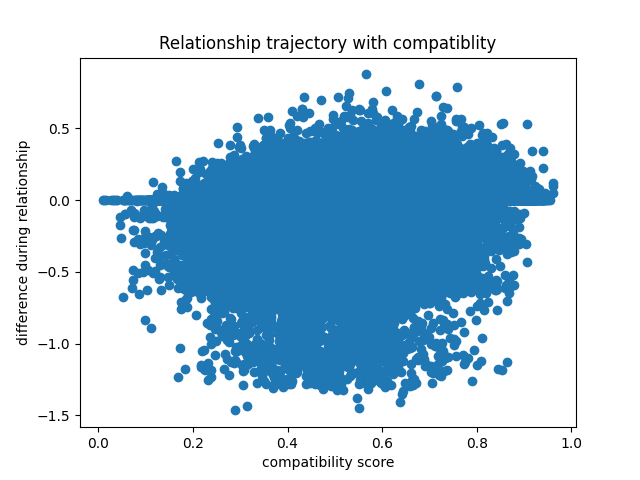 Relationship trajectory with compatiblity
difference during relationship
0.5
0.0
−0.5
−1.0
−1.5
0.0 0.2 0.4 0.6 0.8 1.0
compatibility score